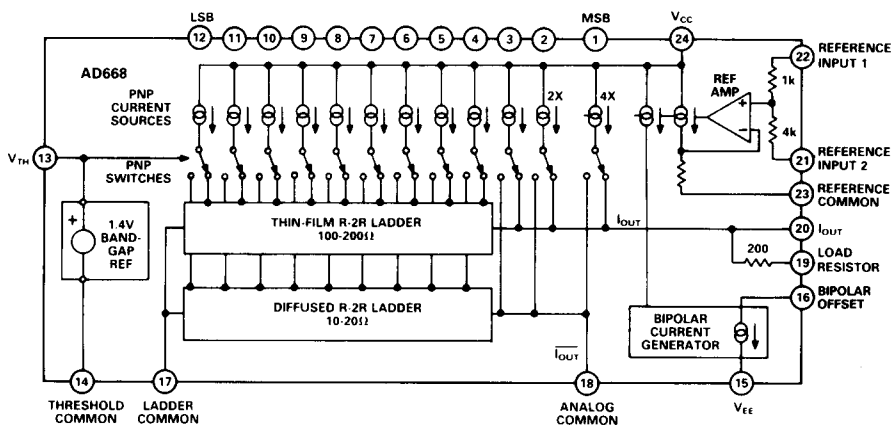 LSB
MSB
VCC
12
11
10
9
8
7
6
5
4
3
2
1
24
22
REFERENCE
INPUT 1
AD668
REF
AMP
1k
PNP
CURRENT
SOURCES
2X
4X
+
−
4k
21
REFERENCE
INPUT 2
VTH
13
PNP
SWITCHES
23
REFERENCE
COMMON
+
1.4V
BAND-
GAP
REF
THIN-FILM R-2R LADDER
100-200Ω
IOUT
20
IOUT
200
19
LOAD
RESISTOR
DIFFUSED R-2R LADDER
10-20Ω
16
BIPOLAR
OFFSET
BIPOLAR
CURRENT
GENERATOR
IOUT
14
17
18
15
THRESHOLD
COMMON
LADDER
COMMON
ANALOG
COMMON
VEE